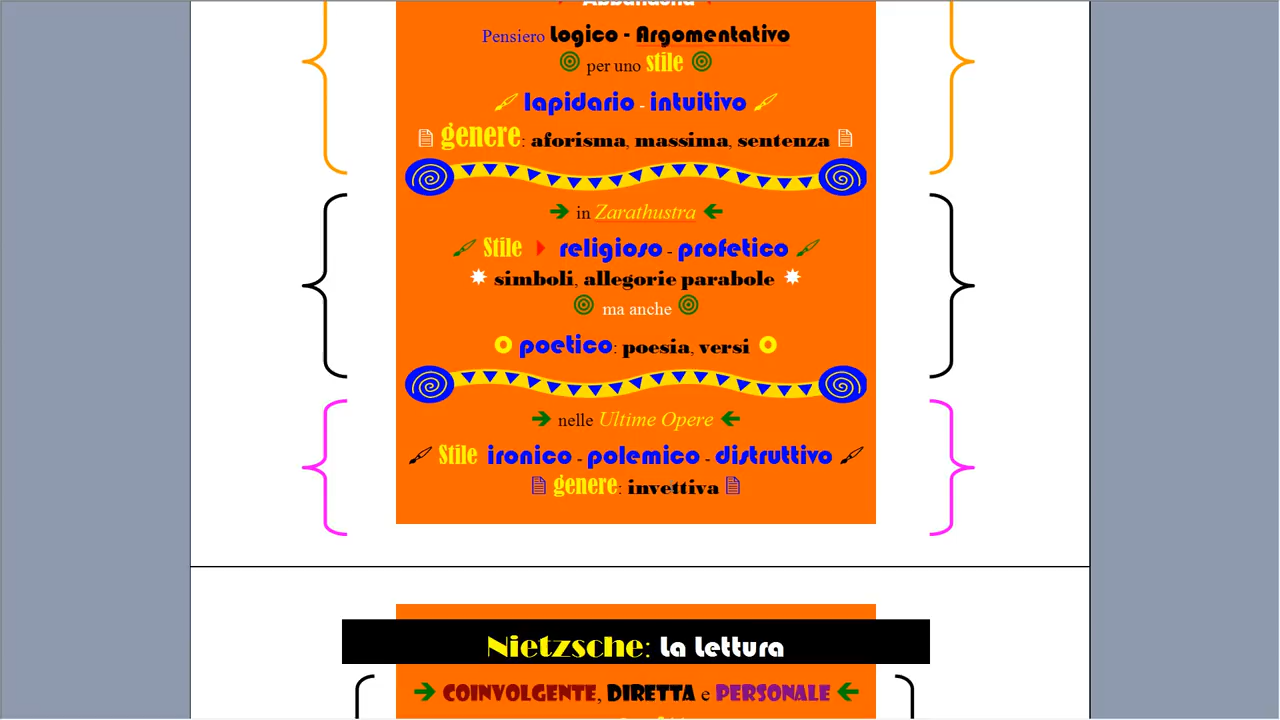 Abbandona
Pensiero Logico - Argomentativo
per uno stile
lapidario - intuitivo
genere: aforisma, massima, sentenza
in Zarathustra
Stile religioso - profetico
simboli, allegorie parabole
ma anche
poetico: poesia, versi
nelle Ultime Opere
Stile ironico - polemico - distruttivo
genere: invettiva
Nietzsche: La Lettura
COINVOLGENTE, DIRETTA e PERSONALE